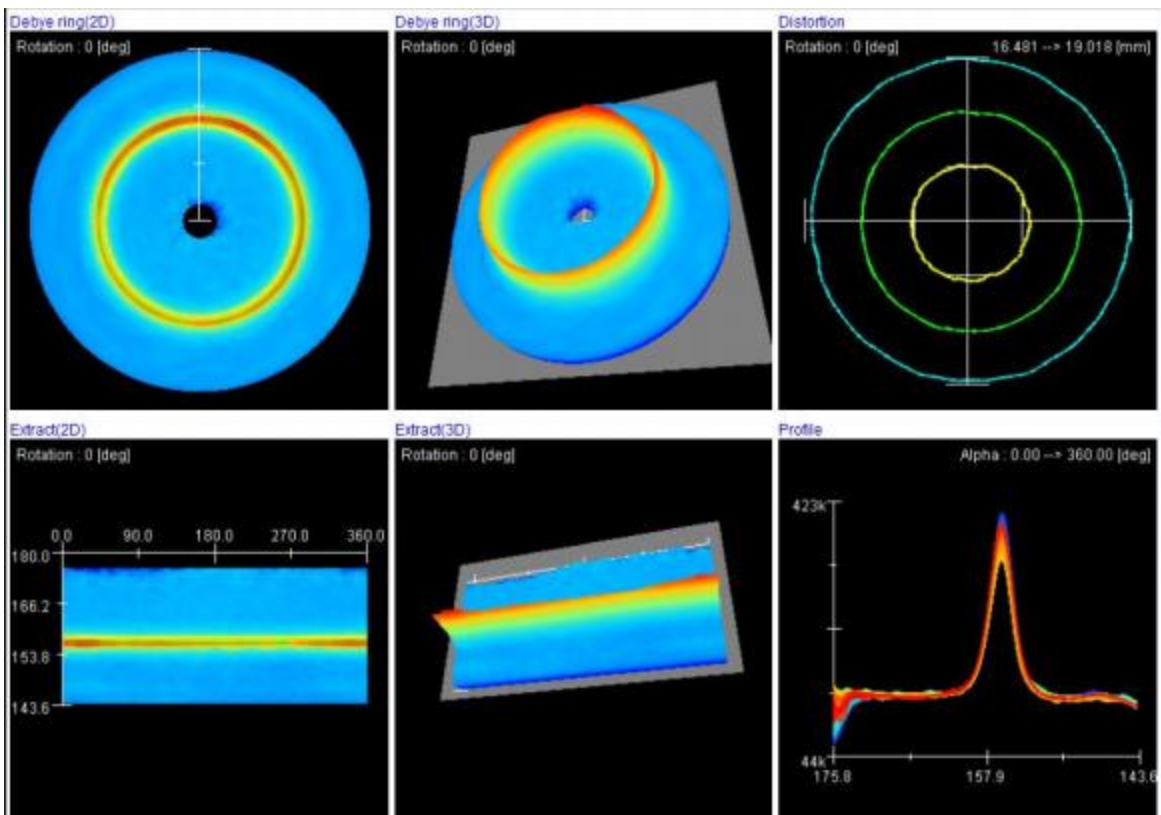 Debye ring(2D)
Rotation : 0 [deg]
Debye ring(3D)
Rotation : 0 [deg]
Distortion
Rotation : 0 [deg]
16.481 --> 19.018 [mm]
Extract(2D)
Rotation : 0 [deg]
0.0 90.0 180.0 270.0 360.0
180.0
166.2
153.8
143.6
Extract(3D)
Rotation : 0 [deg]
Profile
Alpha : 0.00 --> 360.00 [deg]
423k
44k
175.8 157.9 143.6